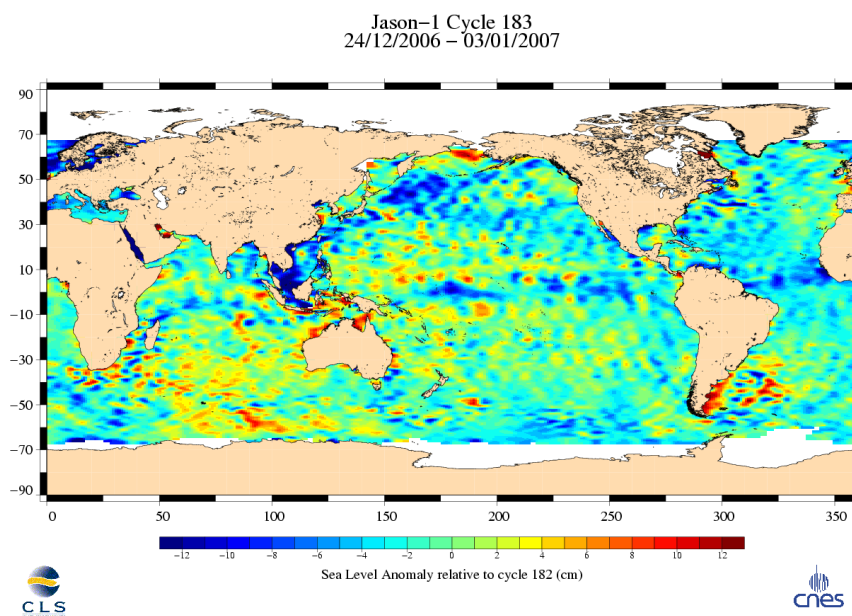 Jason−1 Cycle 183
24/12/2006 − 03/01/2007
90
70
50
30
10
−10
−30
−50
−70
−90
0 50 100 150 200 250 300 350
−12 −10 −8 −6 −4 −2 0 2 4 6 8 10 12
Sea Level Anomaly relative to cycle 182 (cm)
CLS
cnes